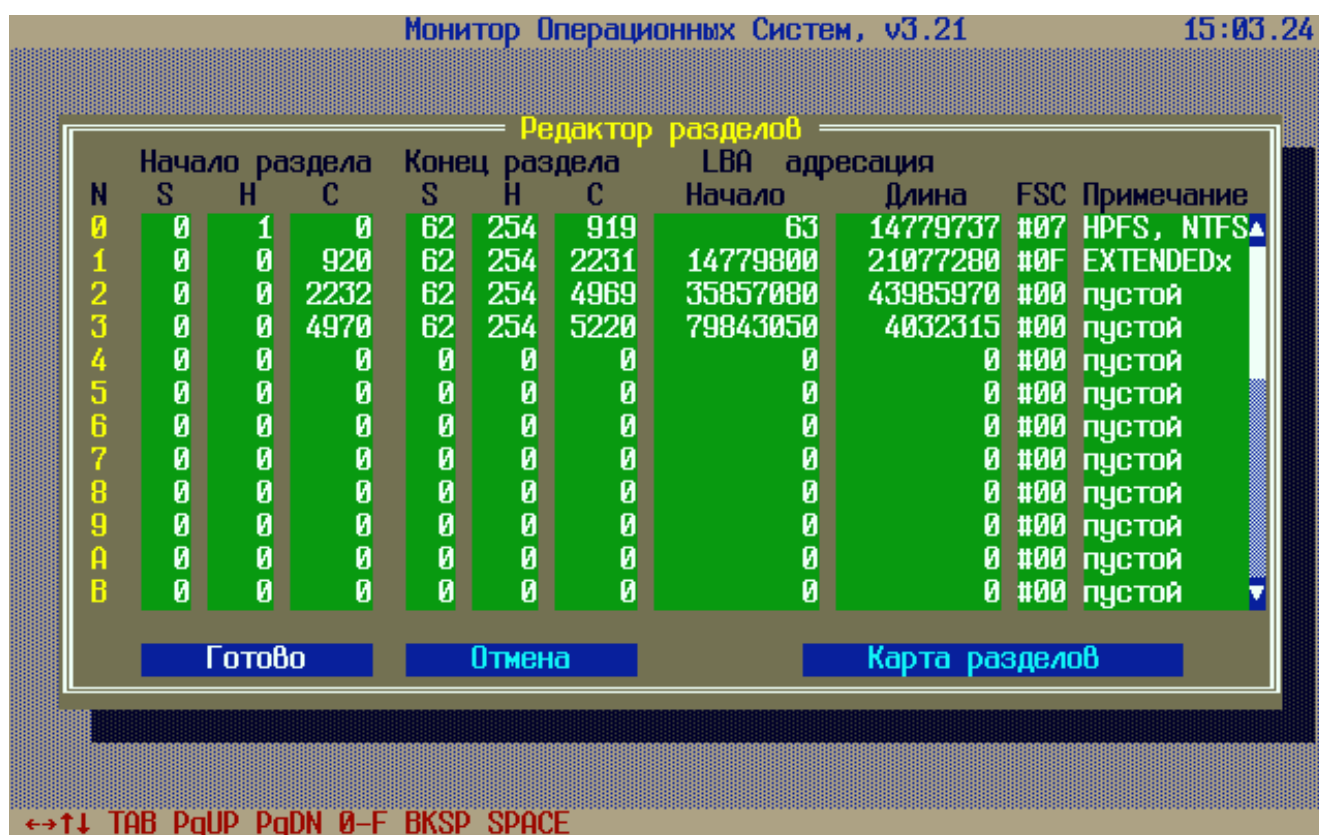 Монитор Операционных Систем, v3.21 15:03.24
Редактор разделов
Начало раздела Конец раздела LBA адресация
N S H C S H C Начало Длина FSC Примечание
0 0 1 0 62 254 919 63 14779737 #07 HPFS, NTFS
1 0 0 920 62 254 2231 14779800 21077280 #0F EXTENDEDx
2 0 0 2232 62 254 4969 35857080 43985970 #00 пустой
3 0 0 4970 62 254 5220 79843050 4032315 #00 пустой
4 0 0 0 0 0 0 0 0 #00 пустой
5 0 0 0 0 0 0 0 0 #00 пустой
6 0 0 0 0 0 0 0 0 #00 пустой
7 0 0 0 0 0 0 0 0 #00 пустой
8 0 0 0 0 0 0 0 0 #00 пустой
9 0 0 0 0 0 0 0 0 #00 пустой
A 0 0 0 0 0 0 0 0 #00 пустой
B 0 0 0 0 0 0 0 0 #00 пустой
Готово Отмена Карта разделов
←→↑↓ TAB PgUP PgDN 0-F BKSP SPACE